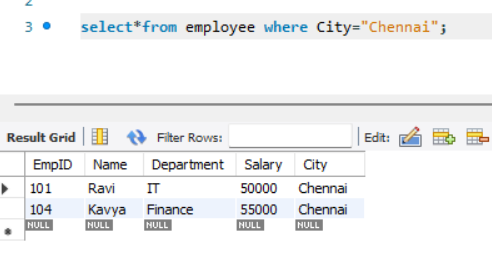 2
3 select*from employee where City="Chennai";
Result Grid Filter Rows: Edit:
EmpID Name Department Salary City
101 Ravi IT 50000 Chennai
104 Kavya Finance 55000 Chennai
NULL NULL NULL NULL NULL